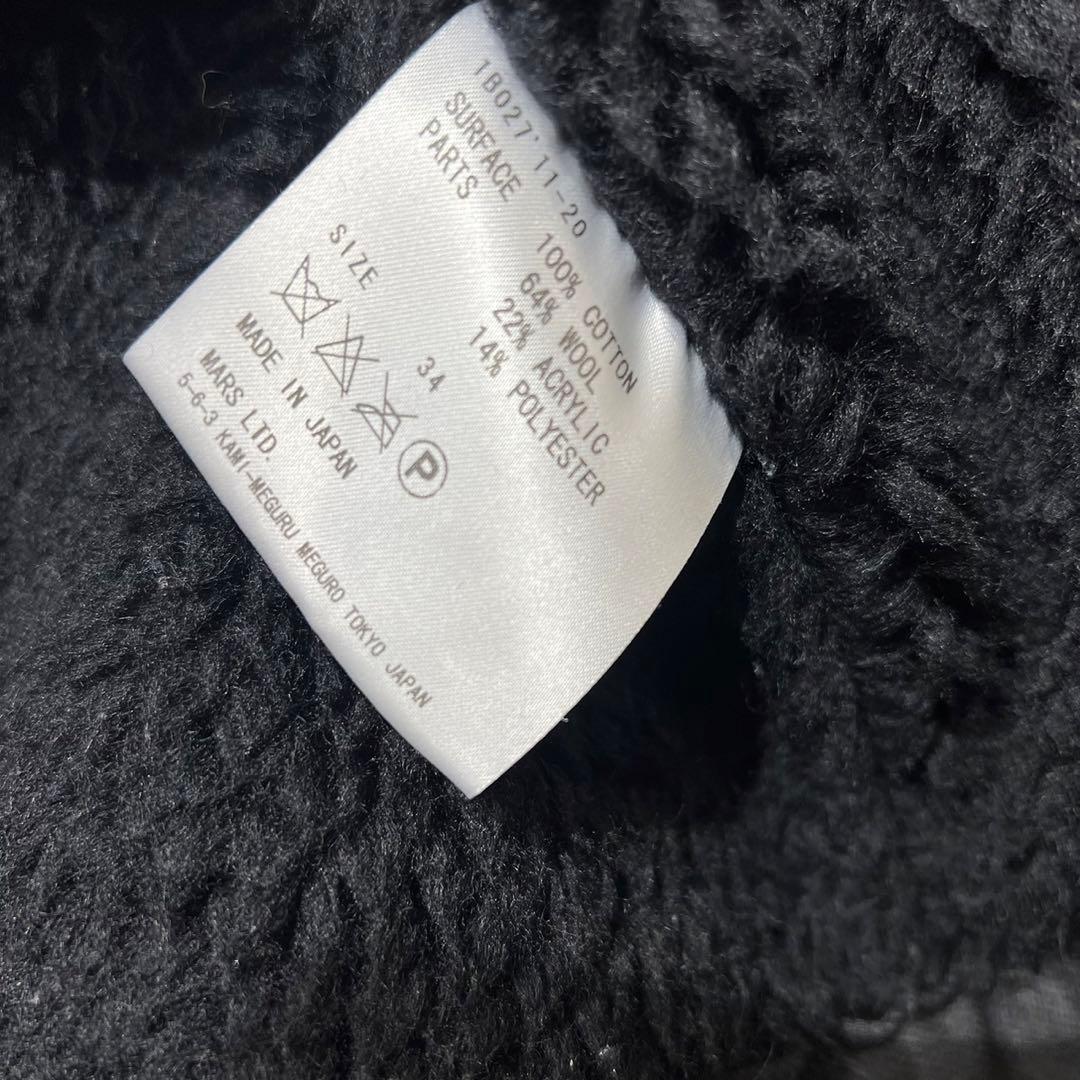 1B027'11-20
SURFACE 100% COTTON
PARTS 64% WOOL
22% ACRYLIC
14% POLYESTER
SIZE 34
P
MADE IN JAPAN
MARS LTD.
5-6-3 KAMI-MEGURU MEGURO TOKYO JAPAN